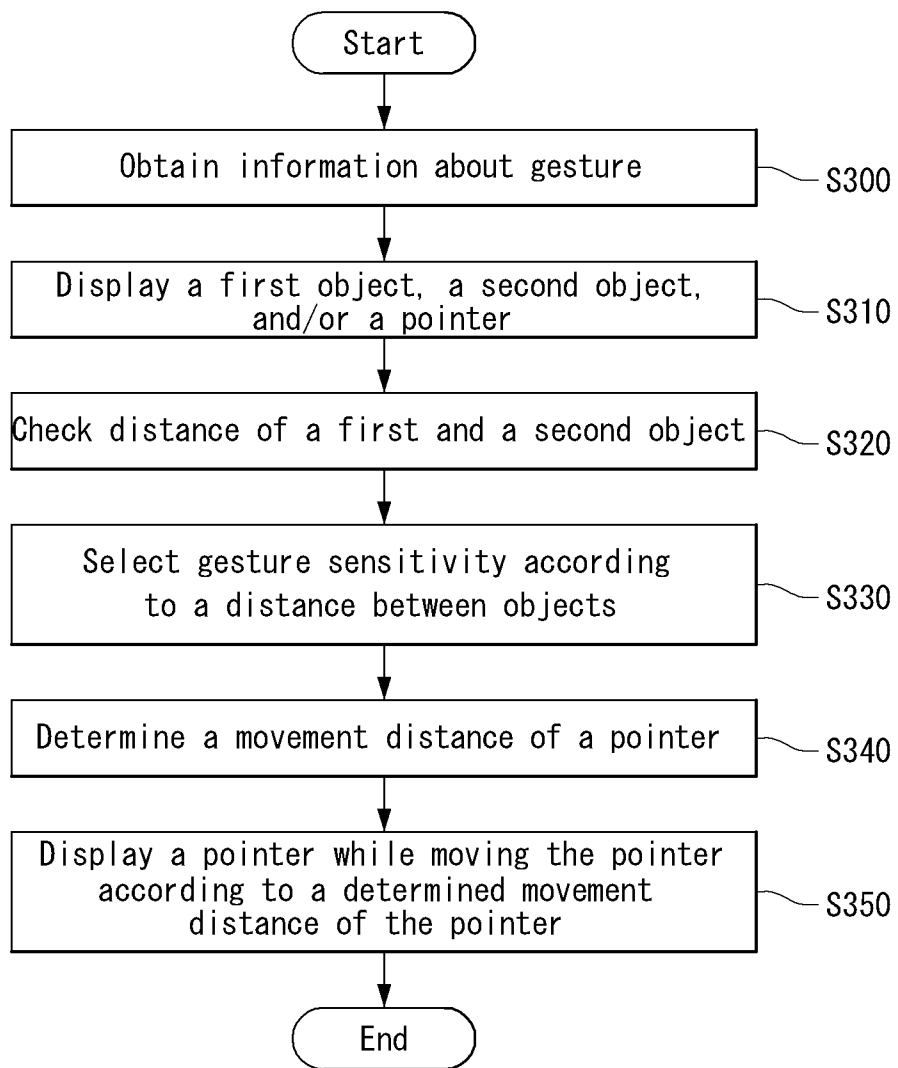 Start
Obtain information about gesture
S300
Display a first object, a second object,
and/or a pointer
S310
Check distance of a first and a second object
S320
Select gesture sensitivity according
to a distance between objects
S330
Determine a movement distance of a pointer
S340
Display a pointer while moving the pointer
according to a determined movement
distance of the pointer
S350
End